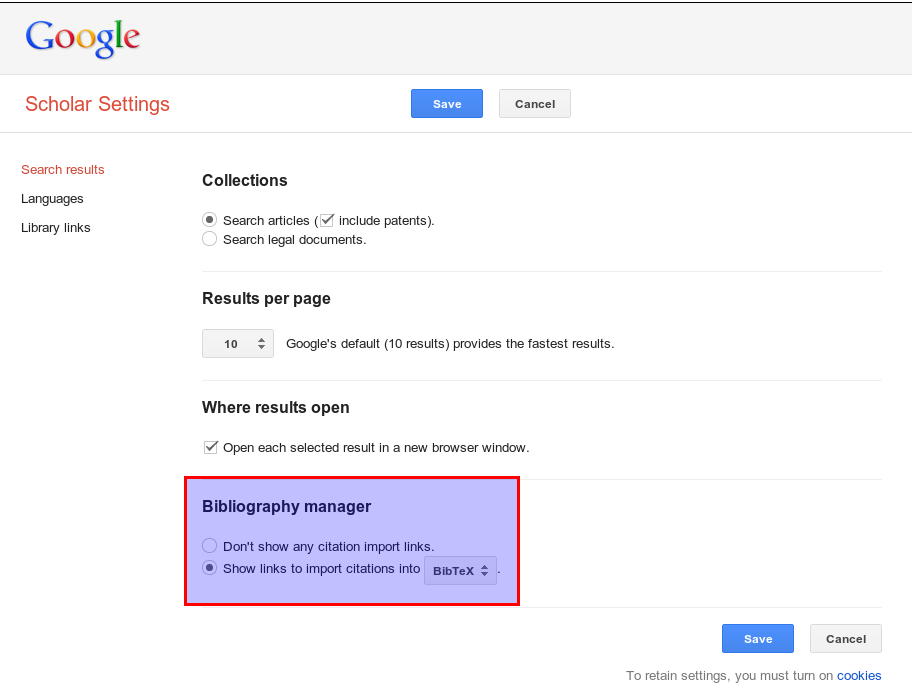 Google
Scholar Settings
Save
Cancel
Search results
Languages
Library links
Collections
Search articles ( include patents).
Search legal documents.
Results per page
10
Google's default (10 results) provides the fastest results.
Where results open
Open each selected result in a new browser window.
Bibliography manager
Don't show any citation import links.
Show links to import citations into BibTeX .
Save
Cancel
To retain settings, you must turn on cookies